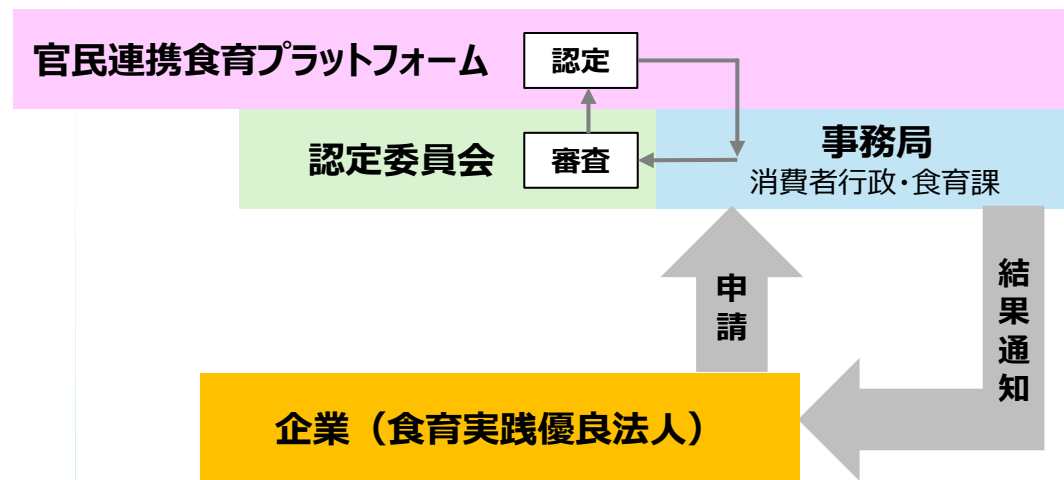 官民連携食育プラットフォーム
認定
認定委員会
審査
事務局
消費者行政・食育課
申請
結果通知
企業（食育実践優良法人）